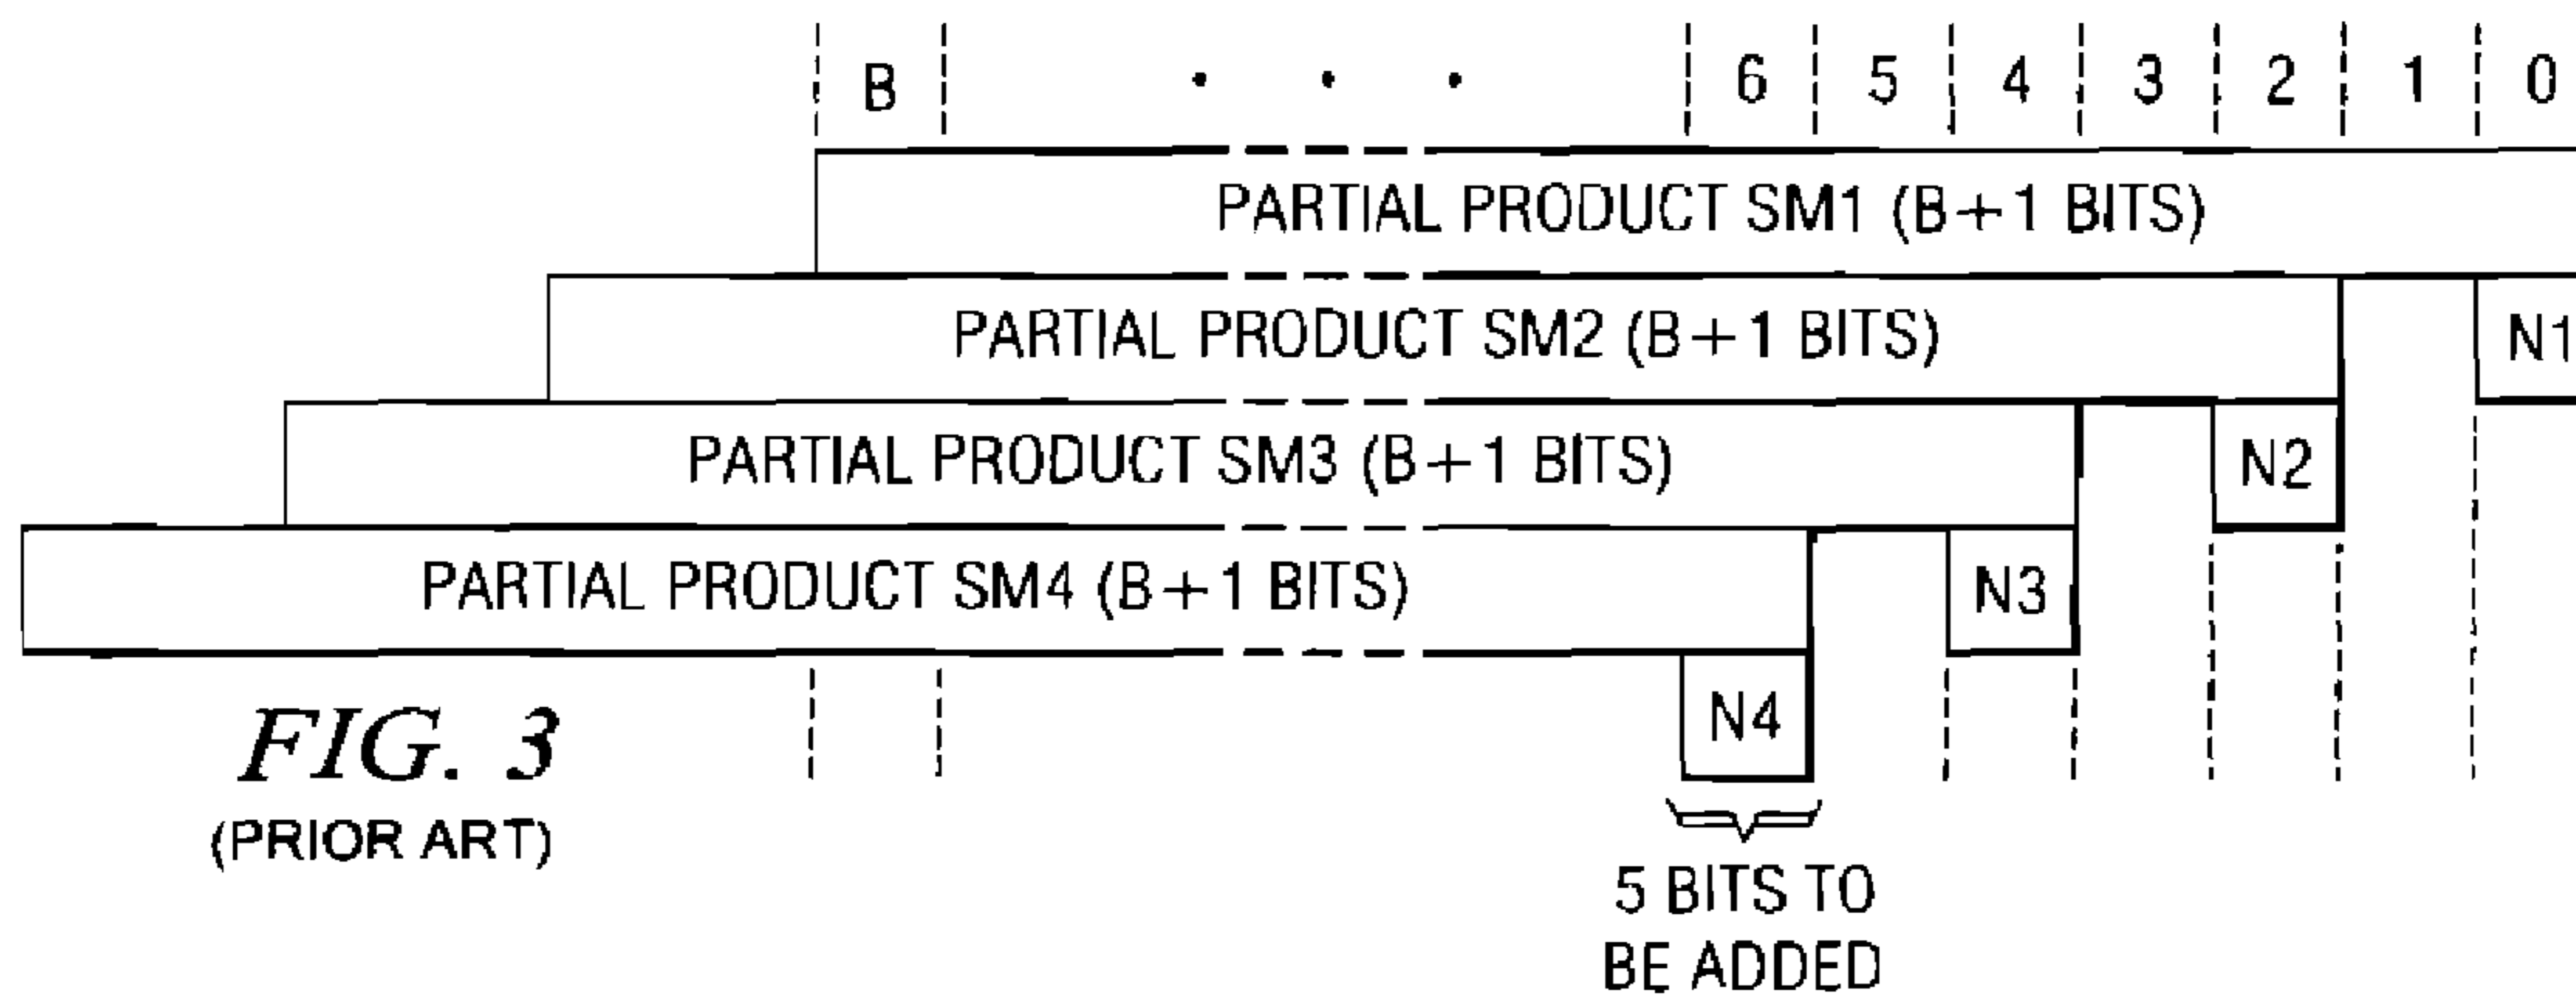 B . . . 6 5 4 3 2 1 0
PARTIAL PRODUCT SM1 (B+1 BITS)
PARTIAL PRODUCT SM2 (B+1 BITS) N1
PARTIAL PRODUCT SM3 (B+1 BITS) N2
PARTIAL PRODUCT SM4 (B+1 BITS) N3
N4
FIG. 3
(PRIOR ART)
5 BITS TO
BE ADDED